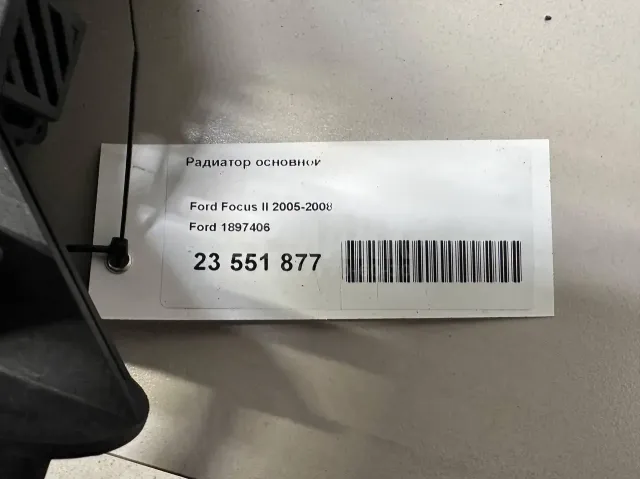 Радиатор основной
Ford Focus II 2005-2008
Ford 1897406
23 551 877